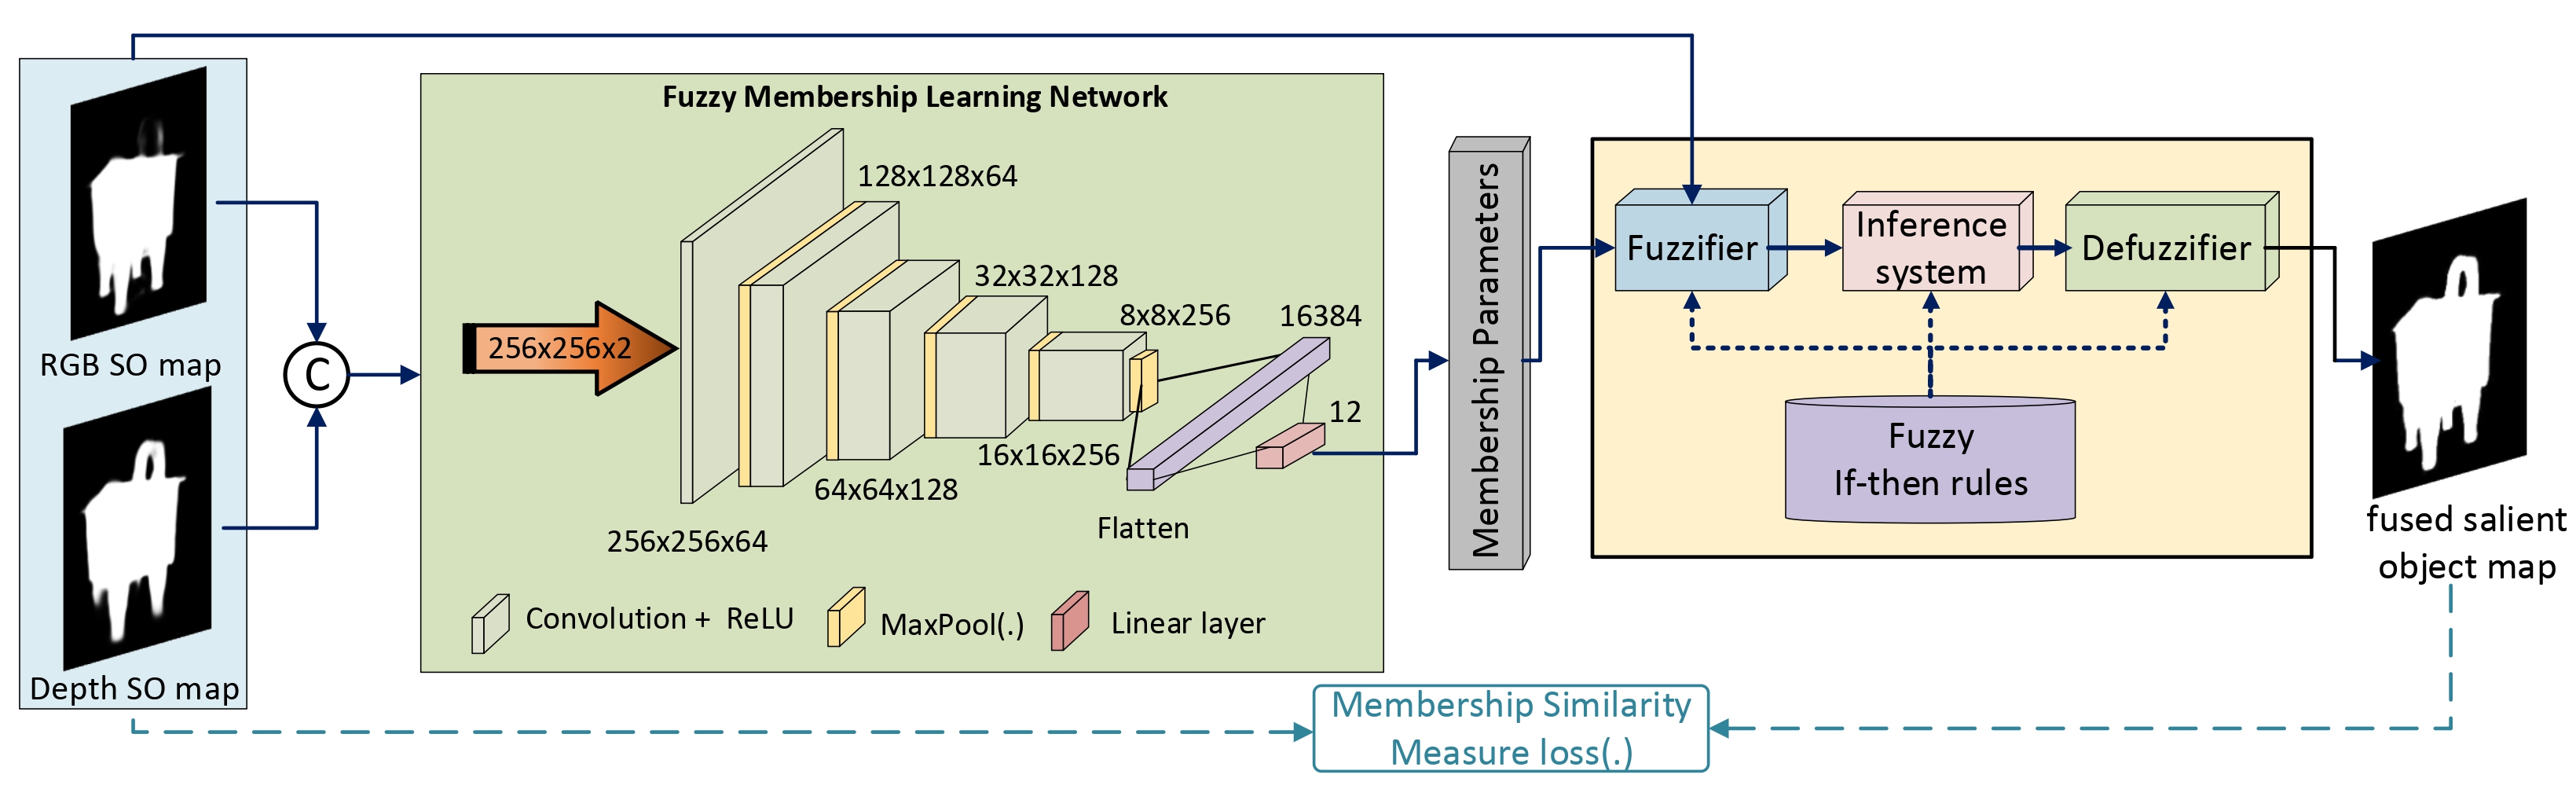 RGB SO map
Depth SO map
C
Fuzzy Membership Learning Network
256x256x2
256x256x64
128x128x64
64x64x128
32x32x128
16x16x256
8x8x256
16384
12
Flatten
Convolution + ReLU
MaxPool(.)
Linear layer
Membership Parameters
Fuzzifier
Inference
system
Defuzzifier
Fuzzy
If-then rules
fused salient
object map
Membership Similarity
Measure loss(.)